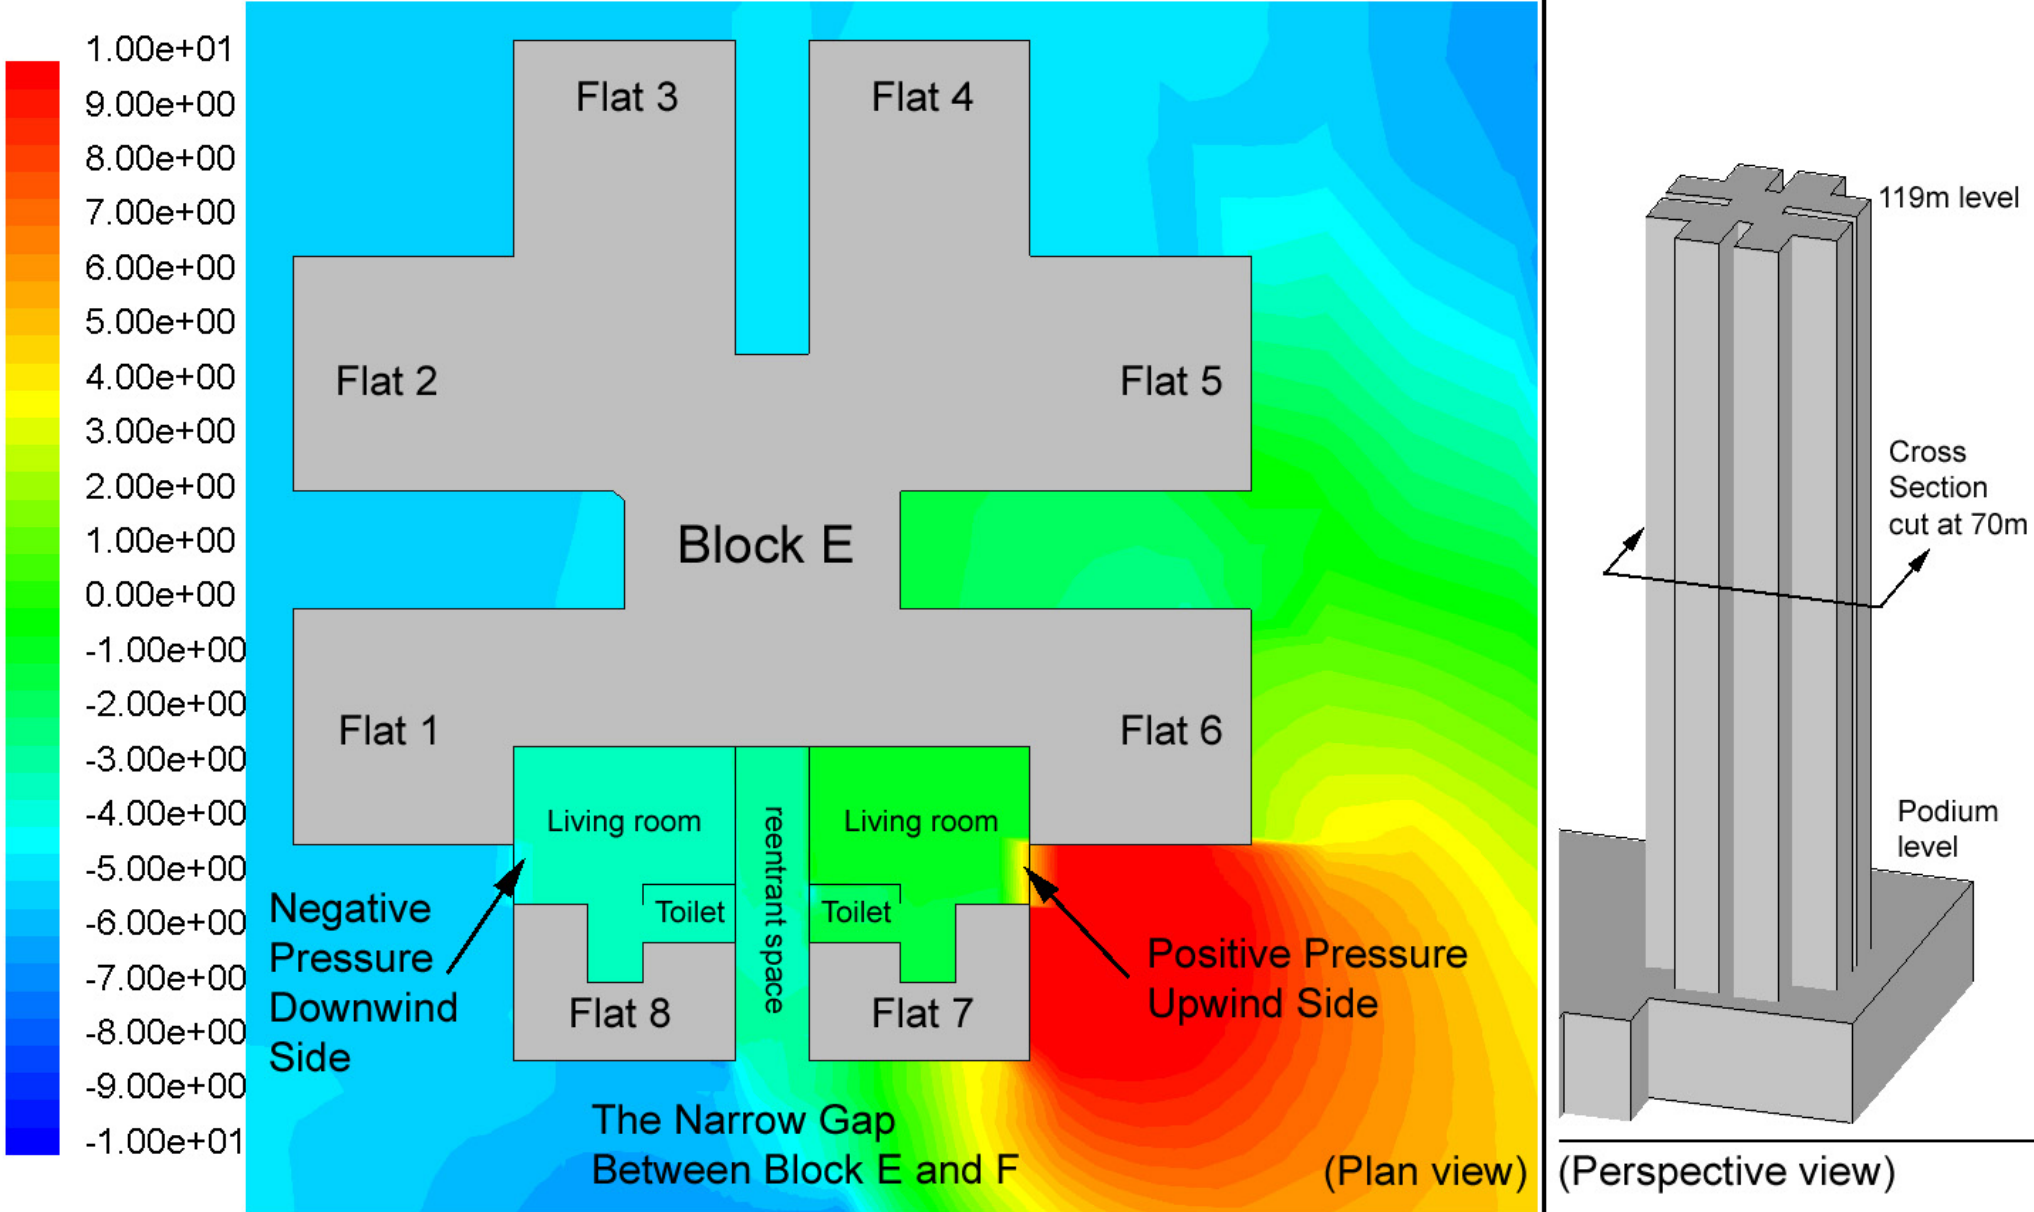 1.00e+01
9.00e+00
8.00e+00
7.00e+00
6.00e+00
5.00e+00
4.00e+00
3.00e+00
2.00e+00
1.00e+00
0.00e+00
-1.00e+00
-2.00e+00
-3.00e+00
-4.00e+00
-5.00e+00
-6.00e+00
-7.00e+00
-8.00e+00
-9.00e+00
-1.00e+01
Flat 3
Flat 4
Flat 2
Flat 5
Block E
Flat 1
Flat 6
Living room
reentrant space
Living room
Toilet
Toilet
Flat 8
Flat 7
Negative
Pressure
Downwind
Side
Positive Pressure
Upwind Side
The Narrow Gap
Between Block E and F
(Plan view)
119m level
Cross
Section
cut at 70m
Podium
level
(Perspective view)